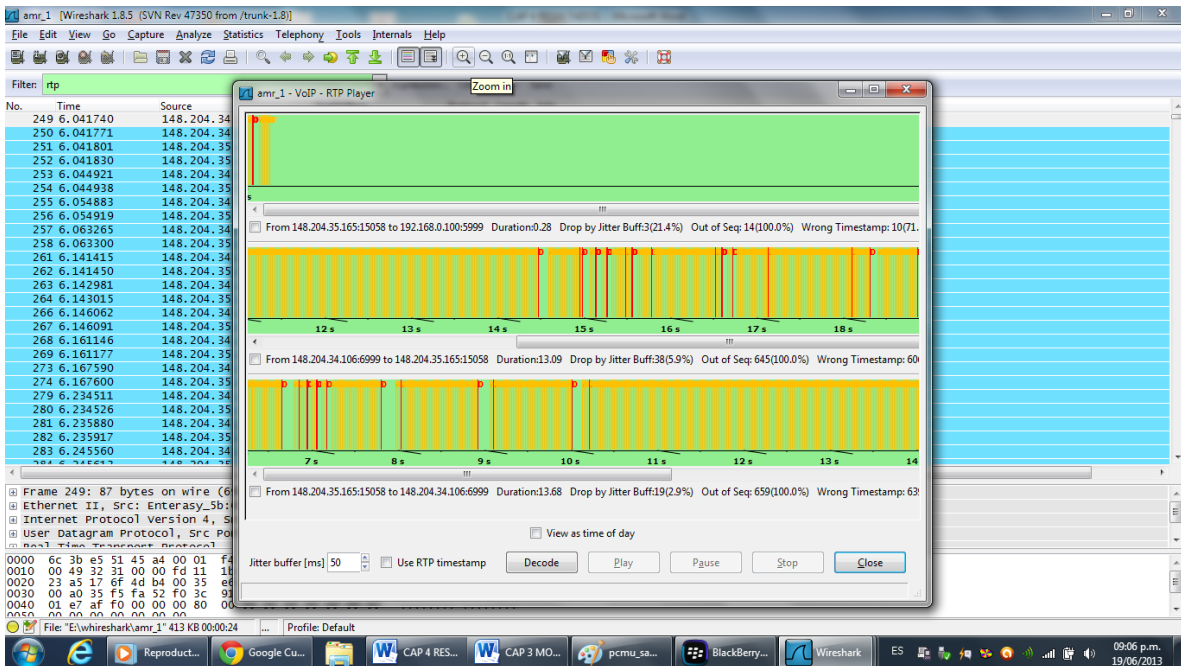 amr_1 [Wireshark 1.8.5 (SVN Rev 47350 from /trunk-1.8)]
File Edit View Go Capture Analyze Statistics Telephony Tools Internals Help
Filter: rtp
Zoom in
No. Time Source
249 6.041740 148.204.34
250 6.041771 148.204.34
251 6.041801 148.204.35
252 6.041830 148.204.35
253 6.044921 148.204.34
254 6.044938 148.204.34
255 6.054883 148.204.35
256 6.054919 148.204.35
257 6.063265 148.204.34
258 6.063300 148.204.34
261 6.141415 148.204.34
262 6.141450 148.204.35
263 6.142981 148.204.34
264 6.143015 148.204.35
266 6.146062 148.204.34
267 6.146091 148.204.35
268 6.161146 148.204.34
269 6.161177 148.204.35
273 6.167590 148.204.34
274 6.167600 148.204.35
279 6.234511 148.204.34
280 6.234526 148.204.35
281 6.235880 148.204.34
282 6.235917 148.204.35
283 6.245560 148.204.34
amr_1 - VoIP - RTP Player
s
From 148.204.35.165:15058 to 192.168.0.100:5999 Duration:0.28 Drop by Jitter Buff:3(21.4%) Out of Seq: 14(100.0%) Wrong Timestamp: 10(71.
12 s 13 s 14 s 15 s 16 s 17 s 18 s
From 148.204.34.106:6999 to 148.204.35.165:15058 Duration:13.09 Drop by Jitter Buff:38(5.9%) Out of Seq: 645(100.0%) Wrong Timestamp: 60
7 s 8 s 9 s 10 s 11 s 12 s 13 s 14
From 148.204.35.165:15058 to 148.204.34.106:6999 Duration:13.68 Drop by Jitter Buff:19(2.9%) Out of Seq: 659(100.0%) Wrong Timestamp: 63
View as time of day
Jitter buffer [ms] 50 Use RTP timestamp Decode Play Pause Stop Close
Frame 249: 87 bytes on wire (6
Ethernet II, Src: Enterasy_5b:
Internet Protocol Version 4, S
User Datagram Protocol, Src Po
Real Time Transport Protocol
0000 6c 3b e5 51 45 a4 00 01 f4
0010 00 49 32 31 00 00 fd 11 1b
0020 23 a5 17 6f 4d b4 00 35 e6
0030 00 a0 35 f5 fa 52 f0 3c 91
0040 01 e7 af f0 00 00 00 80 00
0050 00 00 00 00 00 00 00
File: "E:\whireshark\amr_1" 413 KB 00:00:24 ... Profile: Default
Reproduct... Google Cu... CAP 4 RES... CAP 3 MO... pcmu_sa... BlackBerry... Wireshark ES 09:06 p.m.
19/06/2013